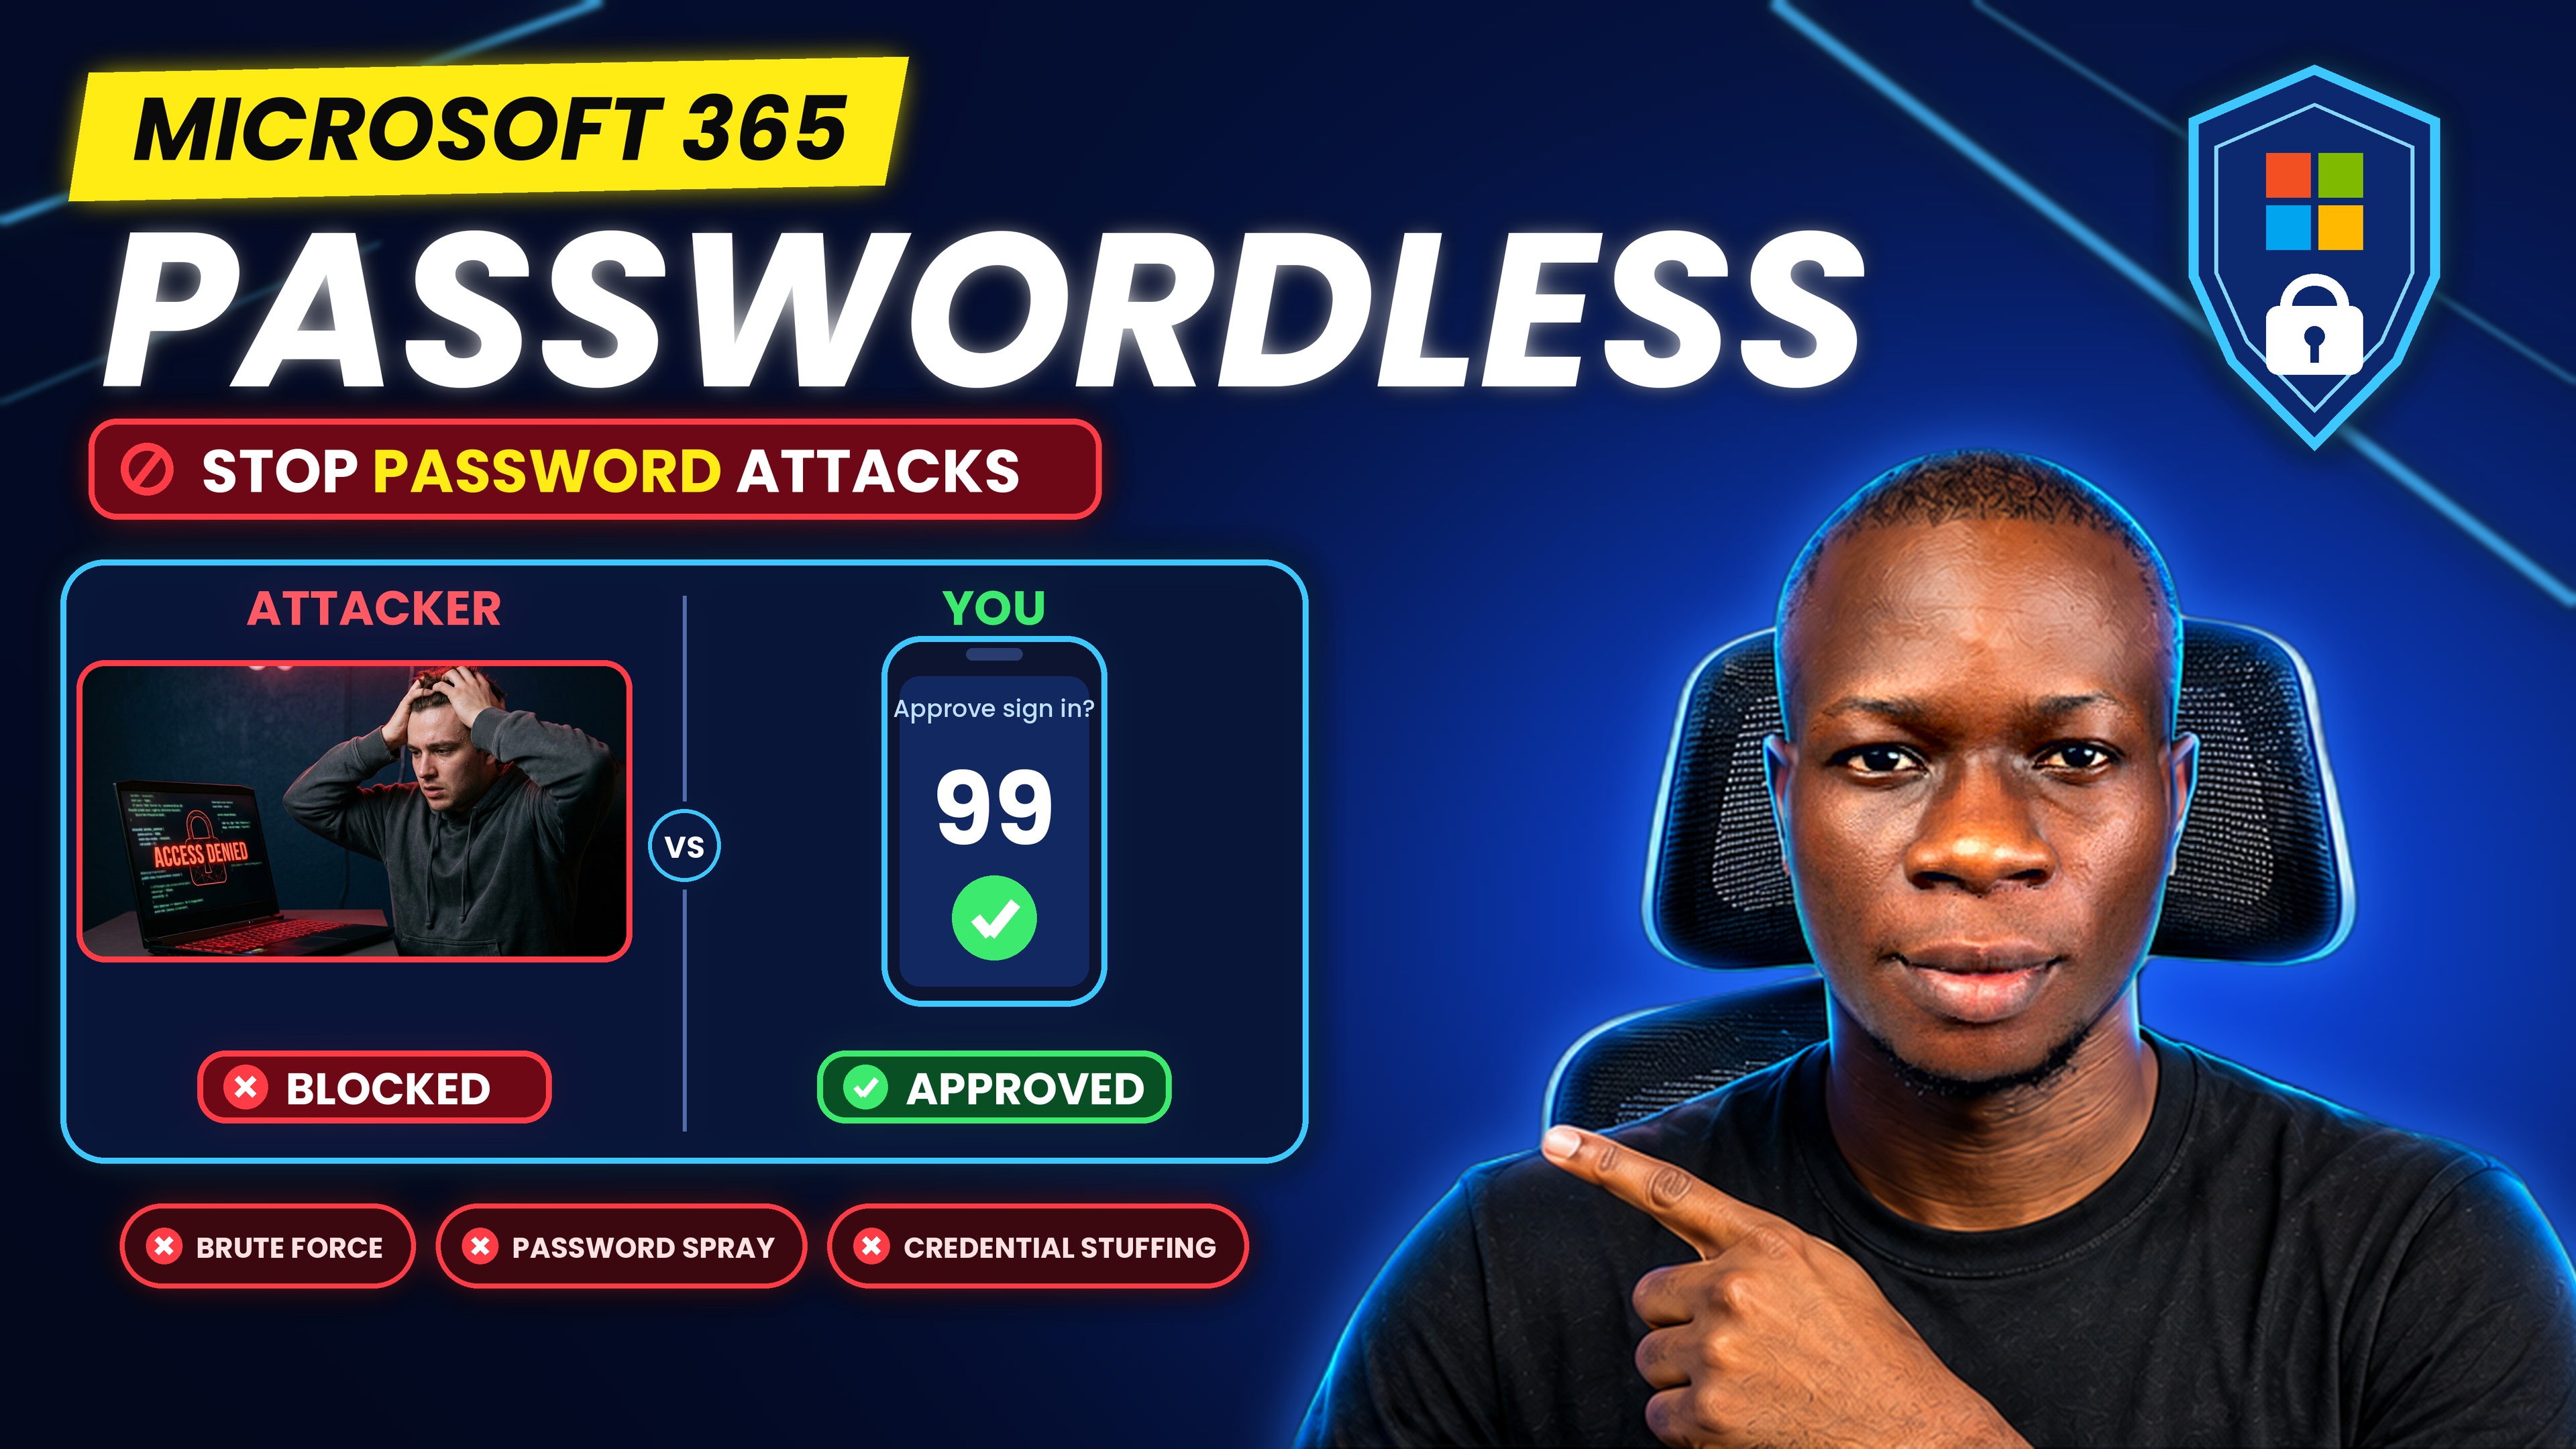 MICROSOFT 365
PASSWORDLESS
STOP PASSWORD ATTACKS
ATTACKER
YOU
ACCESS DENIED
VS
Approve sign in?
99
BLOCKED
APPROVED
BRUTE FORCE
PASSWORD SPRAY
CREDENTIAL STUFFING